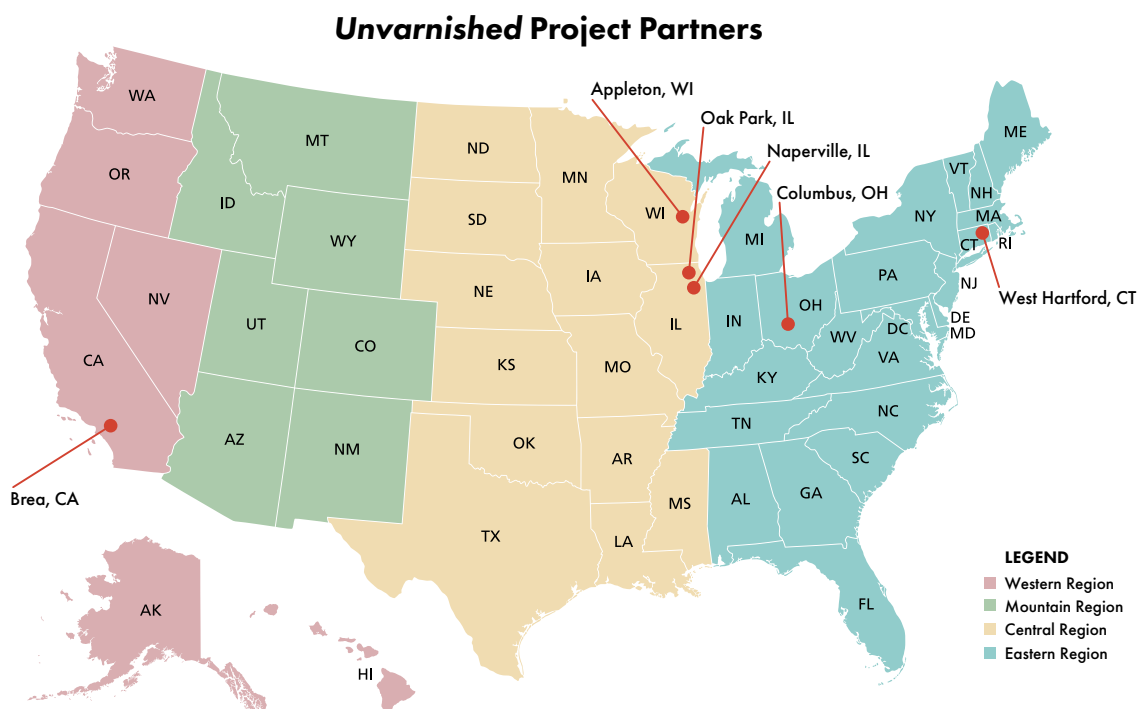 Unvarnished Project Partners
Appleton, WI
Oak Park, IL
Naperville, IL
Columbus, OH
West Hartford, CT
Brea, CA
WA
OR
CA
NV
AK
HI
MT
ID
WY
UT
CO
AZ
NM
ND
SD
NE
KS
OK
TX
MN
IA
MO
AR
LA
WI
IL
MS
MI
IN
OH
KY
TN
AL
GA
FL
SC
NC
VA
WV
DC
MD
DE
PA
NJ
NY
CT
RI
MA
VT
NH
ME
LEGEND
Western Region
Mountain Region
Central Region
Eastern Region